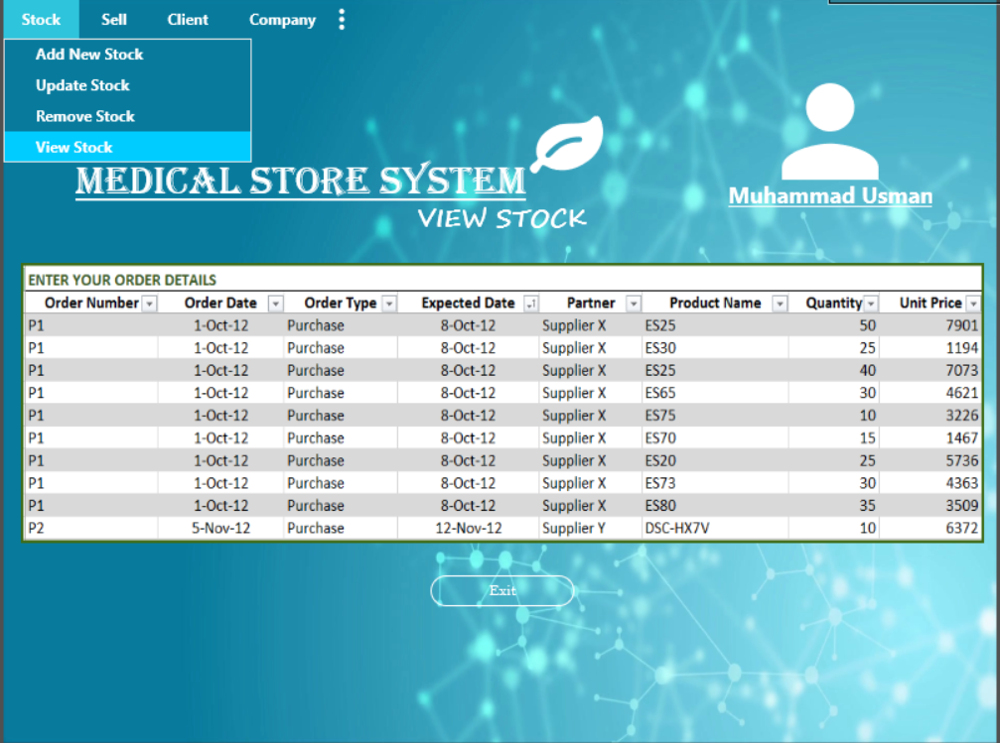 Stock Sell Client Company
Add New Stock
Update Stock
Remove Stock
View Stock
MEDICAL STORE SYSTEM
VIEW STOCK
Muhammad Usman
ENTER YOUR ORDER DETAILS
Order Number Order Date Order Type Expected Date Partner Product Name Quantity Unit Price
P1 1-Oct-12 Purchase 8-Oct-12 Supplier X ES25 50 7901
P1 1-Oct-12 Purchase 8-Oct-12 Supplier X ES30 25 1194
P1 1-Oct-12 Purchase 8-Oct-12 Supplier X ES25 40 7073
P1 1-Oct-12 Purchase 8-Oct-12 Supplier X ES65 30 4621
P1 1-Oct-12 Purchase 8-Oct-12 Supplier X ES75 10 3226
P1 1-Oct-12 Purchase 8-Oct-12 Supplier X ES70 15 1467
P1 1-Oct-12 Purchase 8-Oct-12 Supplier X ES20 25 5736
P1 1-Oct-12 Purchase 8-Oct-12 Supplier X ES73 30 4363
P1 1-Oct-12 Purchase 8-Oct-12 Supplier X ES80 35 3509
P2 5-Nov-12 Purchase 12-Nov-12 Supplier Y DSC-HX7V 10 6372
Exit